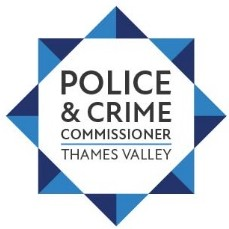 POLICE
& CRIME
COMMISSIONER
THAMES VALLEY